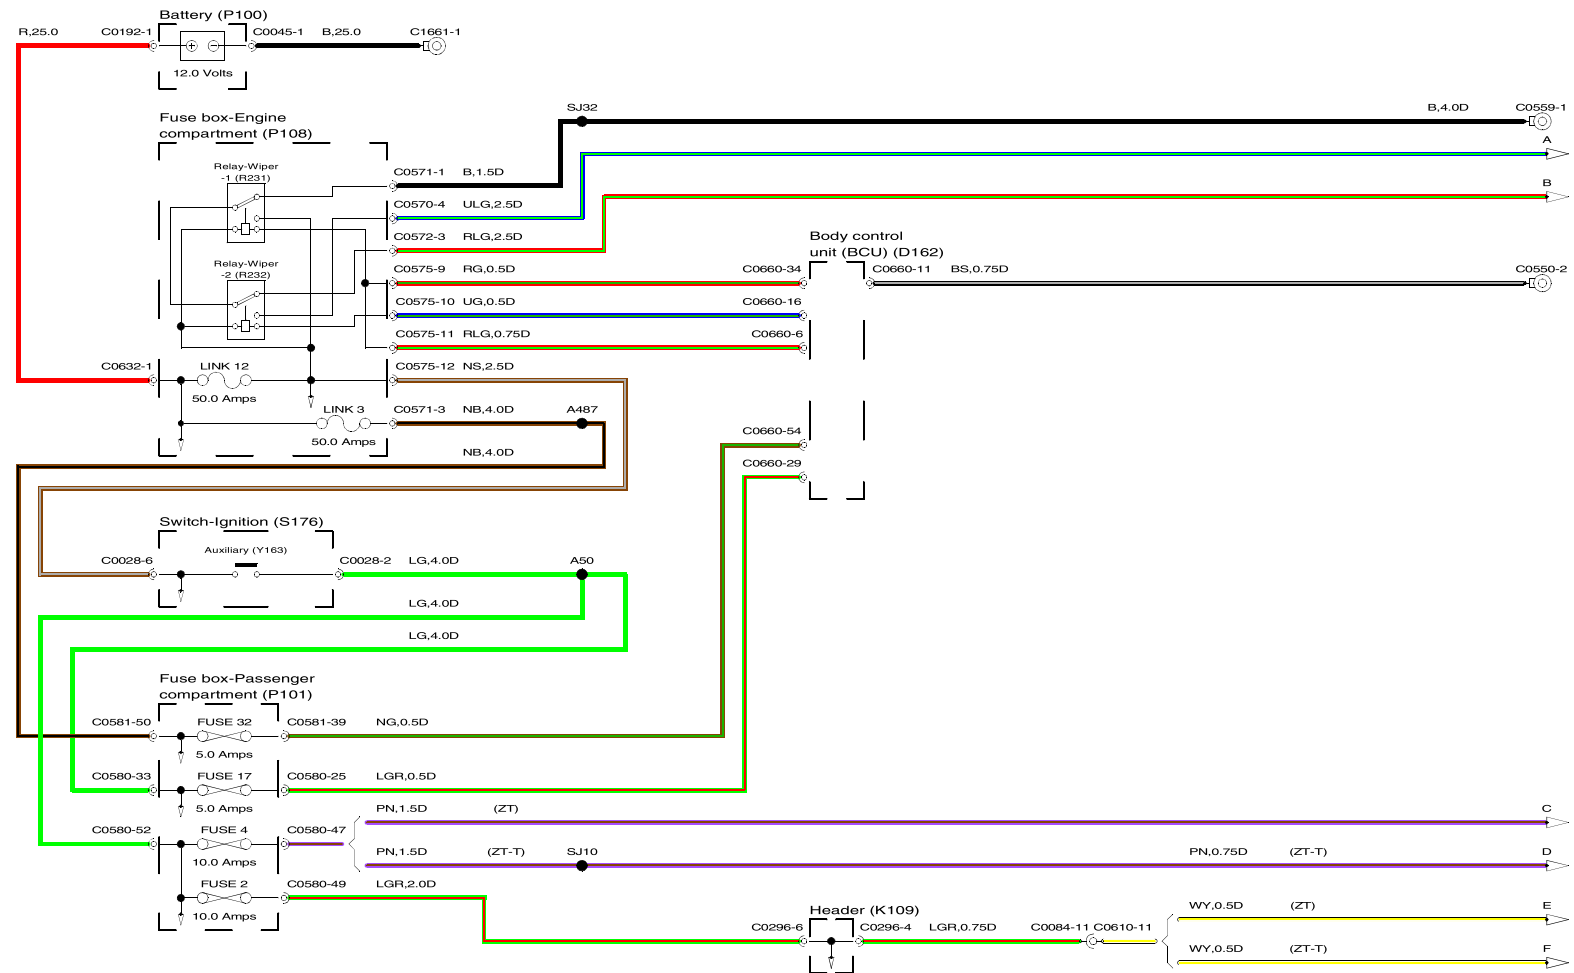 Battery (P100)
R,25.0 C0192-1 C0045-1 B,25.0 C1661-1
12.0 Volts
SJ32 B,4.0D C0559-1
Fuse box-Engine
compartment (P108)
A
Relay-Wiper
-1 (R231)
C0571-1 B,1.5D
B
C0570-4 ULG,2.5D
C0572-3 RLG,2.5D
Body control
unit (BCU) (D162)
Relay-Wiper
-2 (R232)
C0575-9 RG,0.5D C0660-34 C0660-11 BS,0.75D C0550-2
C0575-10 UG,0.5D C0660-16
C0575-11 RLG,0.75D C0660-6
C0632-1 LINK 12 C0575-12 NS,2.5D
50.0 Amps
LINK 3 C0571-3 NB,4.0D A487
50.0 Amps
C0660-54
NB,4.0D
C0660-29
Switch-Ignition (S176)
Auxiliary (Y163)
C0028-6 C0028-2 LG,4.0D A50
LG,4.0D
LG,4.0D
Fuse box-Passenger
compartment (P101)
C0581-50 FUSE 32 C0581-39 NG,0.5D
5.0 Amps
C0580-33 FUSE 17 C0580-25 LGR,0.5D
5.0 Amps
PN,1.5D (ZT) C
C0580-52 FUSE 4 C0580-47
PN,1.5D (ZT-T) SJ10 PN,0.75D (ZT-T) D
10.0 Amps
FUSE 2 C0580-49 LGR,2.0D
10.0 Amps
Header (K109)
WY,0.5D (ZT) E
C0296-6 C0296-4 LGR,0.75D C0084-11 C0610-11
WY,0.5D (ZT-T) F